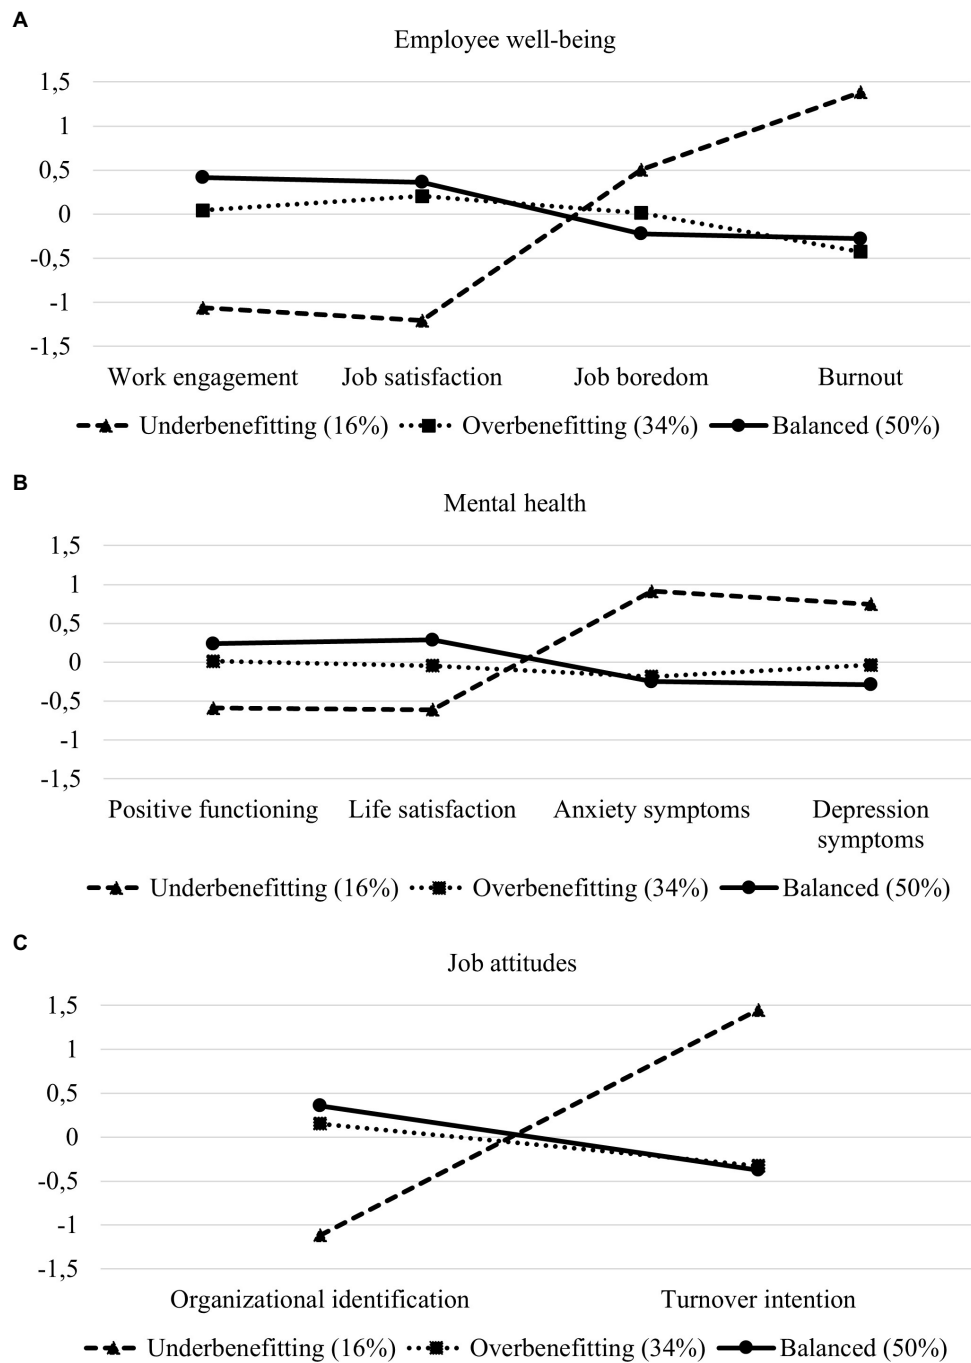 A
Employee well-being
1,5
1
0,5
0
-0,5
-1
-1,5
Work engagement Job satisfaction Job boredom Burnout
Underbenefitting (16%) Overbenefitting (34%) Balanced (50%)
B
Mental health
1,5
1
0,5
0
-0,5
-1
-1,5
Positive functioning Life satisfaction Anxiety symptoms Depression
symptoms
Underbenefitting (16%) Overbenefitting (34%) Balanced (50%)
C
Job attitudes
1,5
1
0,5
0
-0,5
-1
-1,5
Organizational identification Turnover intention
Underbenefitting (16%) Overbenefitting (34%) Balanced (50%)